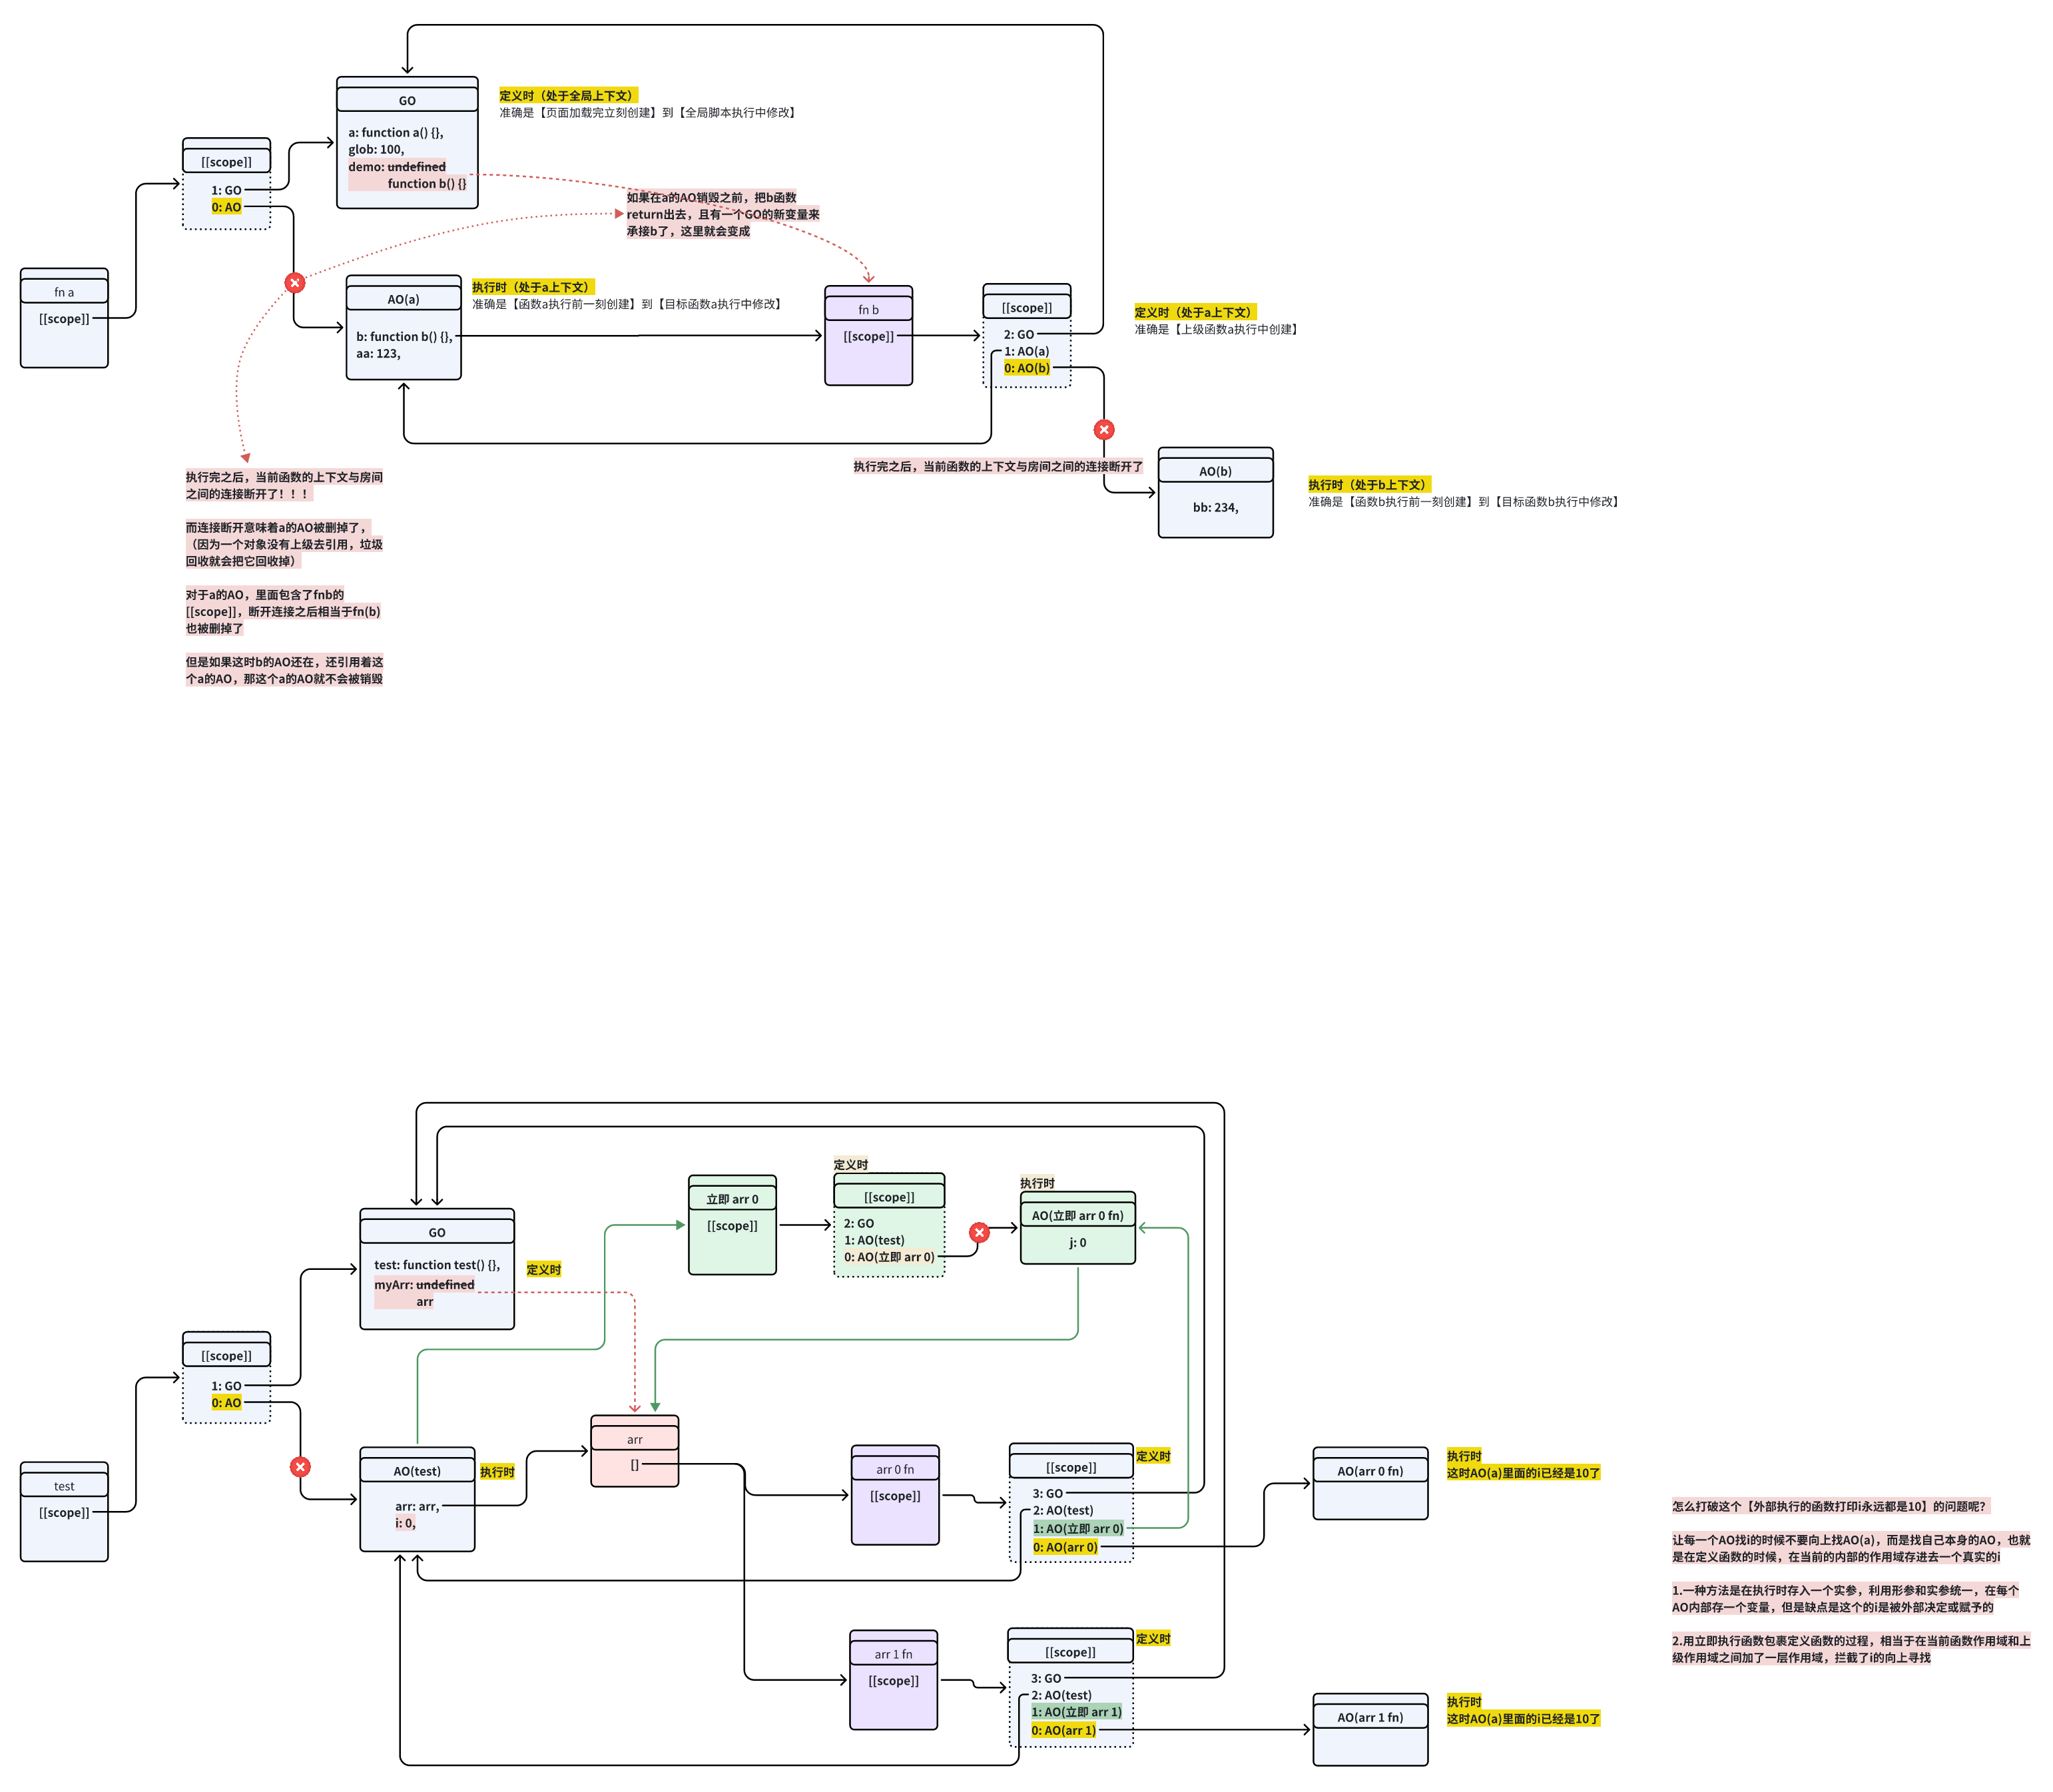 GO
a: function a() {},
glob: 100,
demo: undefined
function b() {}
定义时（处于全局上下文）
准确是【页面加载完立刻创建】到【全局脚本执行中修改】
[[scope]]
1: GO
0: AO
如果在a的AO销毁之前，把b函数
return出去，且有一个GO的新变量来
承接b了，这里就会变成
fn a
[[scope]]
AO(a)
b: function b() {},
aa: 123,
执行时（处于a上下文）
准确是【函数a执行前一刻创建】到【目标函数a执行中修改】
fn b
[[scope]]
[[scope]]
2: GO
1: AO(a)
0: AO(b)
定义时（处于a上下文）
准确是【上级函数a执行中创建】
执行完之后，当前函数的上下文与房间之间的连接断开了
AO(b)
bb: 234,
执行时（处于b上下文）
准确是【函数b执行前一刻创建】到【目标函数b执行中修改】
执行完之后，当前函数的上下文与房间
之间的连接断开了！！！
而连接断开意味着a的AO被删掉了，
（因为一个对象没有上级去引用，垃圾
回收就会把它回收掉）
对于a的AO，里面包含了fnb的
[[scope]]，断开连接之后相当于fn(b)
也被删掉了
但是如果这时b的AO还在，还引用着这
个a的AO，那这个a的AO就不会被销毁
GO
test: function test() {},
myArr: undefined
arr
定义时
立即 arr 0
[[scope]]
定义时
[[scope]]
2: GO
1: AO(test)
0: AO(立即 arr 0)
执行时
AO(立即 arr 0 fn)
j: 0
[[scope]]
1: GO
0: AO
test
[[scope]]
AO(test)
arr: arr,
i: 0,
执行时
arr
[]
arr 0 fn
[[scope]]
[[scope]]
3: GO
2: AO(test)
1: AO(立即 arr 0)
0: AO(arr 0)
定义时
AO(arr 0 fn)
执行时
这时AO(a)里面的i已经是10了
arr 1 fn
[[scope]]
[[scope]]
3: GO
2: AO(test)
1: AO(立即 arr 1)
0: AO(arr 1)
定义时
AO(arr 1 fn)
执行时
这时AO(a)里面的i已经是10了
怎么打破这个【外部执行的函数打印i永远都是10】的问题呢？
让每一个AO找i的时候不要向上找AO(a)，而是找自己本身的AO，也就
是在定义函数的时候，在当前的内部的作用域存进去一个真实的i
1.一种方法是在执行时存入一个实参，利用形参和实参统一，在每个
AO内部存一个变量，但是缺点是这个的i是被外部决定或赋予的
2.用立即执行函数包裹定义函数的过程，相当于在当前函数作用域和上
级作用域之间加了一层作用域，拦截了i的向上寻找